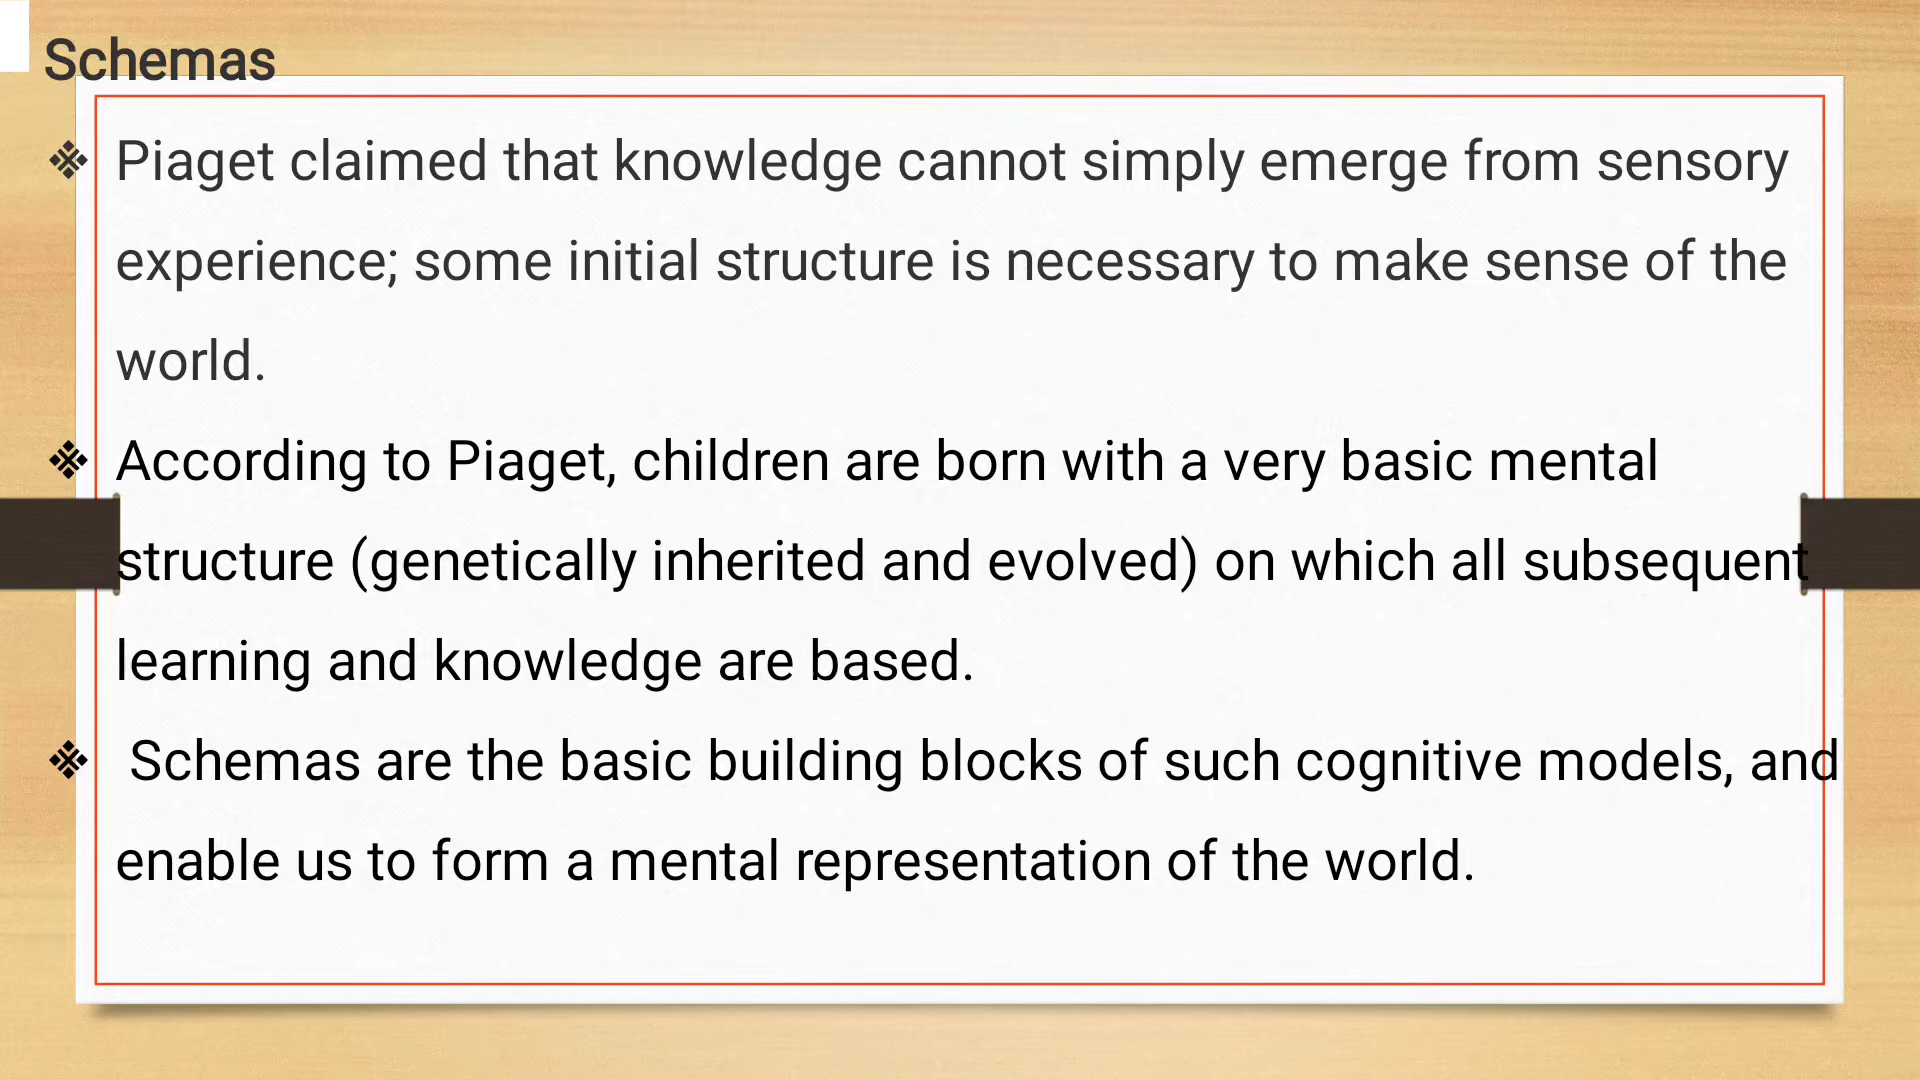 Schemas
❖ Piaget claimed that knowledge cannot simply emerge from sensory
experience; some initial structure is necessary to make sense of the
world.
❖ According to Piaget, children are born with a very basic mental
structure (genetically inherited and evolved) on which all subsequent
learning and knowledge are based.
❖ Schemas are the basic building blocks of such cognitive models, and
enable us to form a mental representation of the world.